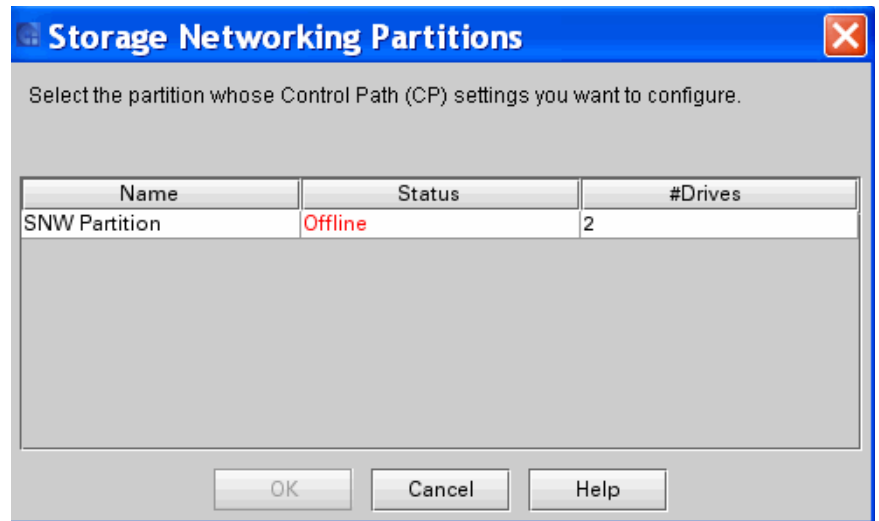 Storage Networking Partitions
Select the partition whose Control Path (CP) settings you want to configure.
Name Status #Drives
SNW Partition Offline 2
OK Cancel Help